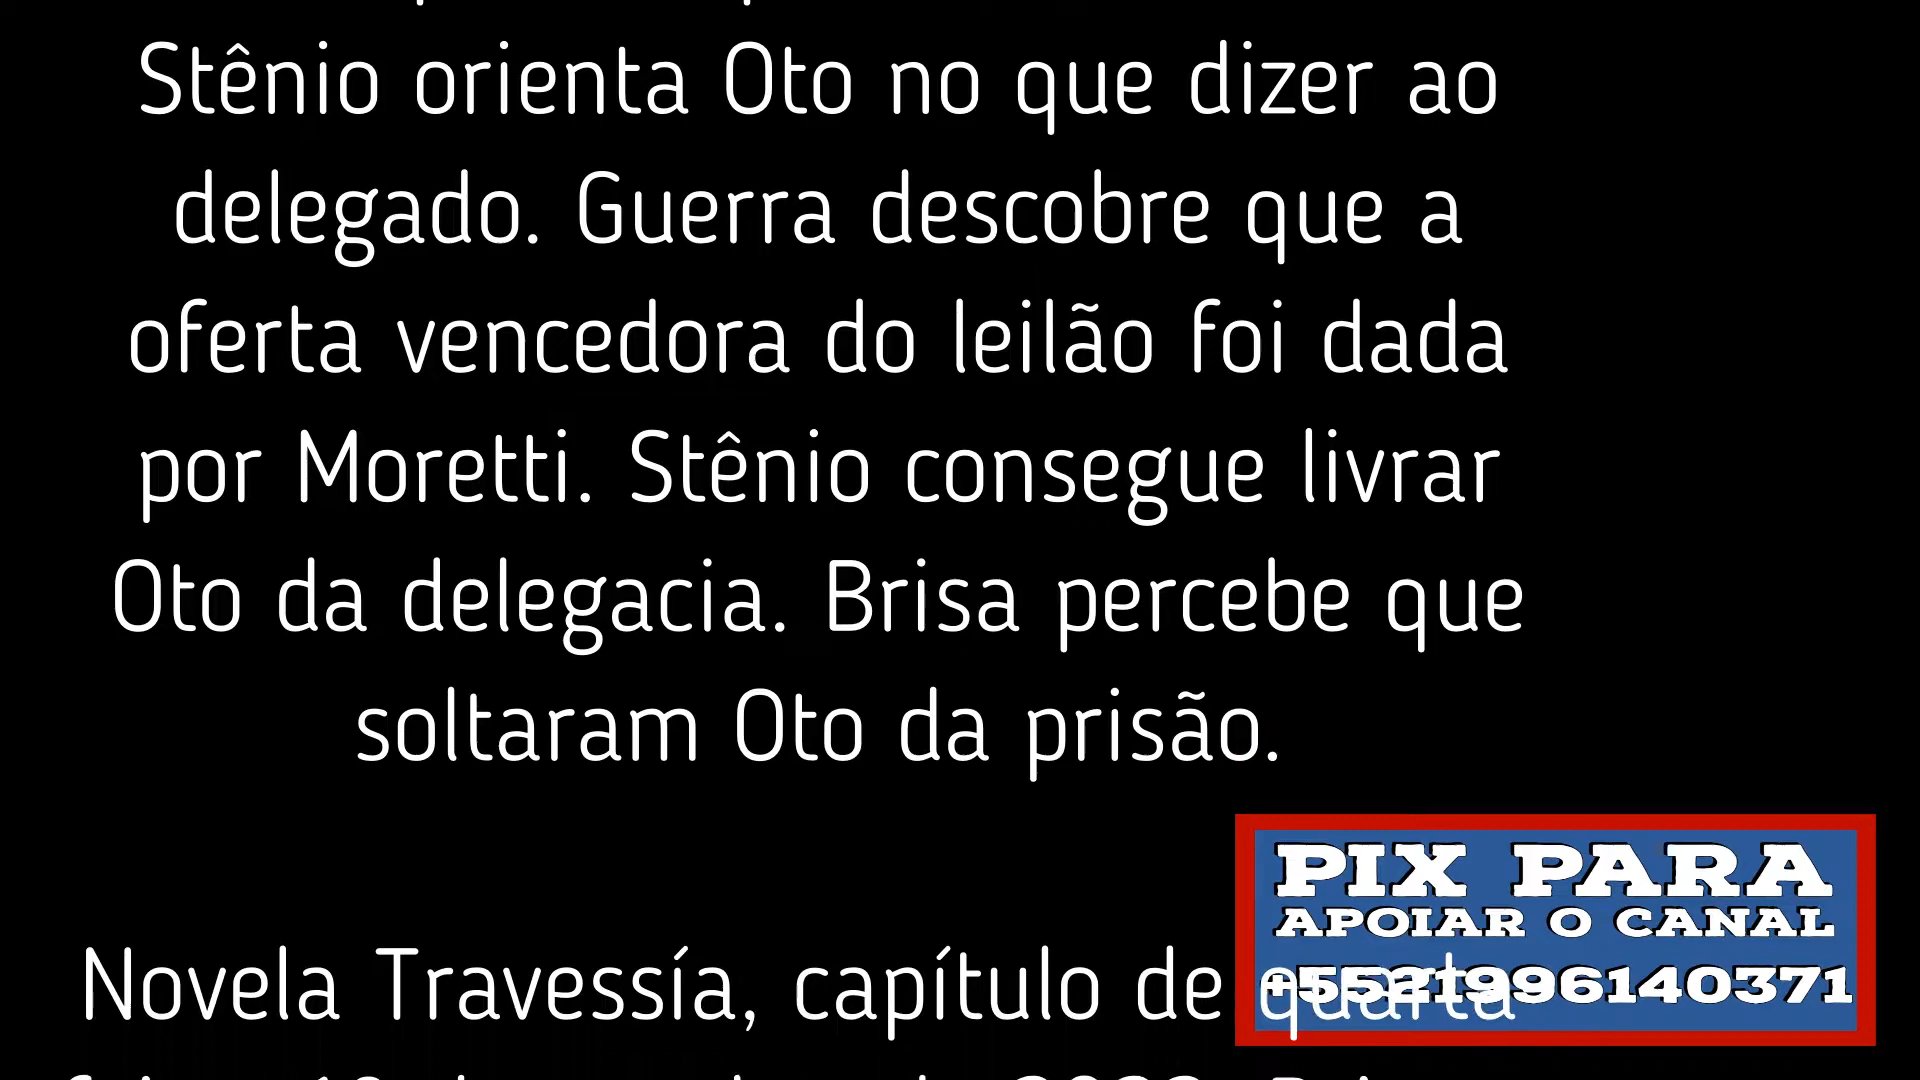 Stênio orienta Oto no que dizer ao
delegado. Guerra descobre que a
oferta vencedora do leilão foi dada
por Moretti. Stênio consegue livrar
Oto da delegacia. Brisa percebe que
soltaram Oto da prisão.
Novela Travessía, capítulo de quarta
PIX PARA
APOIAR O CANAL
+5521996140371